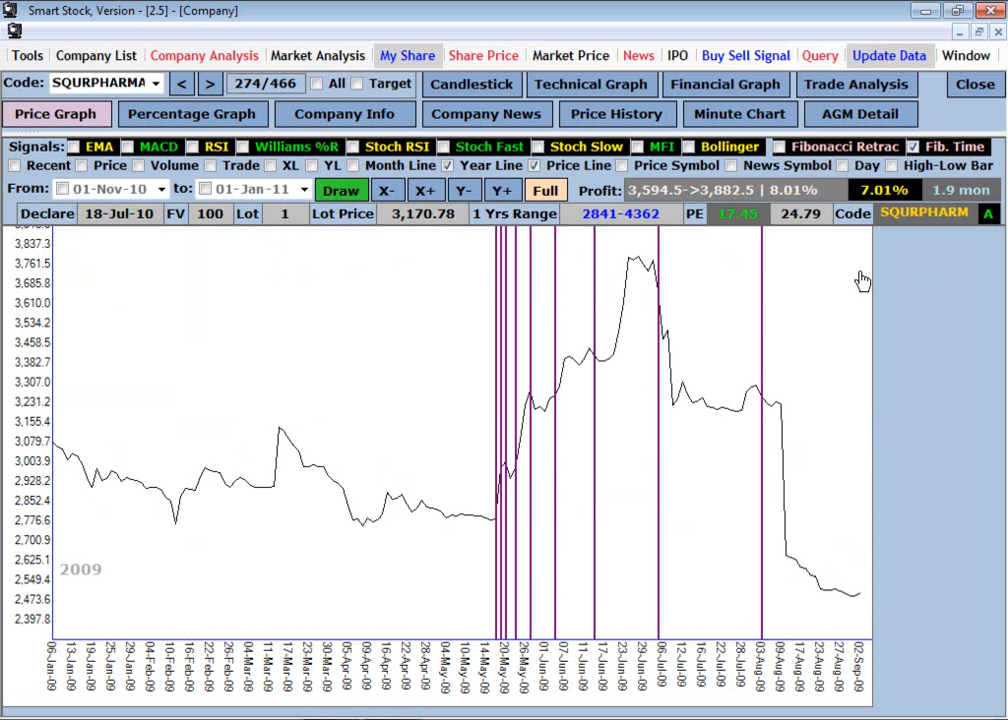 Smart Stock, Version - [2.5] - [Company]
Tools Company List Company Analysis Market Analysis My Share Share Price Market Price News IPO Buy Sell Signal Query Update Data Window
Code: SQURPHARMA < > 274/466 All Target Candlestick Technical Graph Financial Graph Trade Analysis Close
Price Graph Percentage Graph Company Info Company News Price History Minute Chart AGM Detail
Signals: EMA MACD RSI Williams %R Stoch RSI Stoch Fast Stoch Slow MFI Bollinger Fibonacci Retrac Fib. Time
Recent Price Volume Trade XL YL Month Line Year Line Price Line Price Symbol News Symbol Day High-Low Bar
From: 01-Nov-10 to: 01-Jan-11 Draw X- X+ Y- Y+ Full Profit: 3,594.5->3,882.5 | 8.01% 7.01% 1.9 mon
Declare 18-Jul-10 FV 100 Lot 1 Lot Price 3,170.78 1 Yrs Range 2841-4362 PE 17.45 24.79 Code SQURPHARM A
3,837.3
3,761.5
3,685.8
3,610.0
3,534.2
3,458.5
3,382.7
3,307.0
3,231.2
3,155.4
3,079.7
3,003.9
2,928.2
2,852.4
2,776.6
2,700.9
2,625.1
2,549.4
2,473.6
2,397.8
2009
06-Jan-09
13-Jan-09
19-Jan-09
25-Jan-09
29-Jan-09
04-Feb-09
10-Feb-09
16-Feb-09
23-Feb-09
01-Mar-09
05-Mar-09
11-Mar-09
17-Mar-09
23-Mar-09
30-Mar-09
05-Apr-09
09-Apr-09
16-Apr-09
22-Apr-09
28-Apr-09
04-May-09
10-May-09
14-May-09
20-May-09
26-May-09
01-Jun-09
07-Jun-09
11-Jun-09
17-Jun-09
23-Jun-09
29-Jun-09
06-Jul-09
12-Jul-09
16-Jul-09
22-Jul-09
28-Jul-09
03-Aug-09
09-Aug-09
17-Aug-09
23-Aug-09
27-Aug-09
02-Sep-09